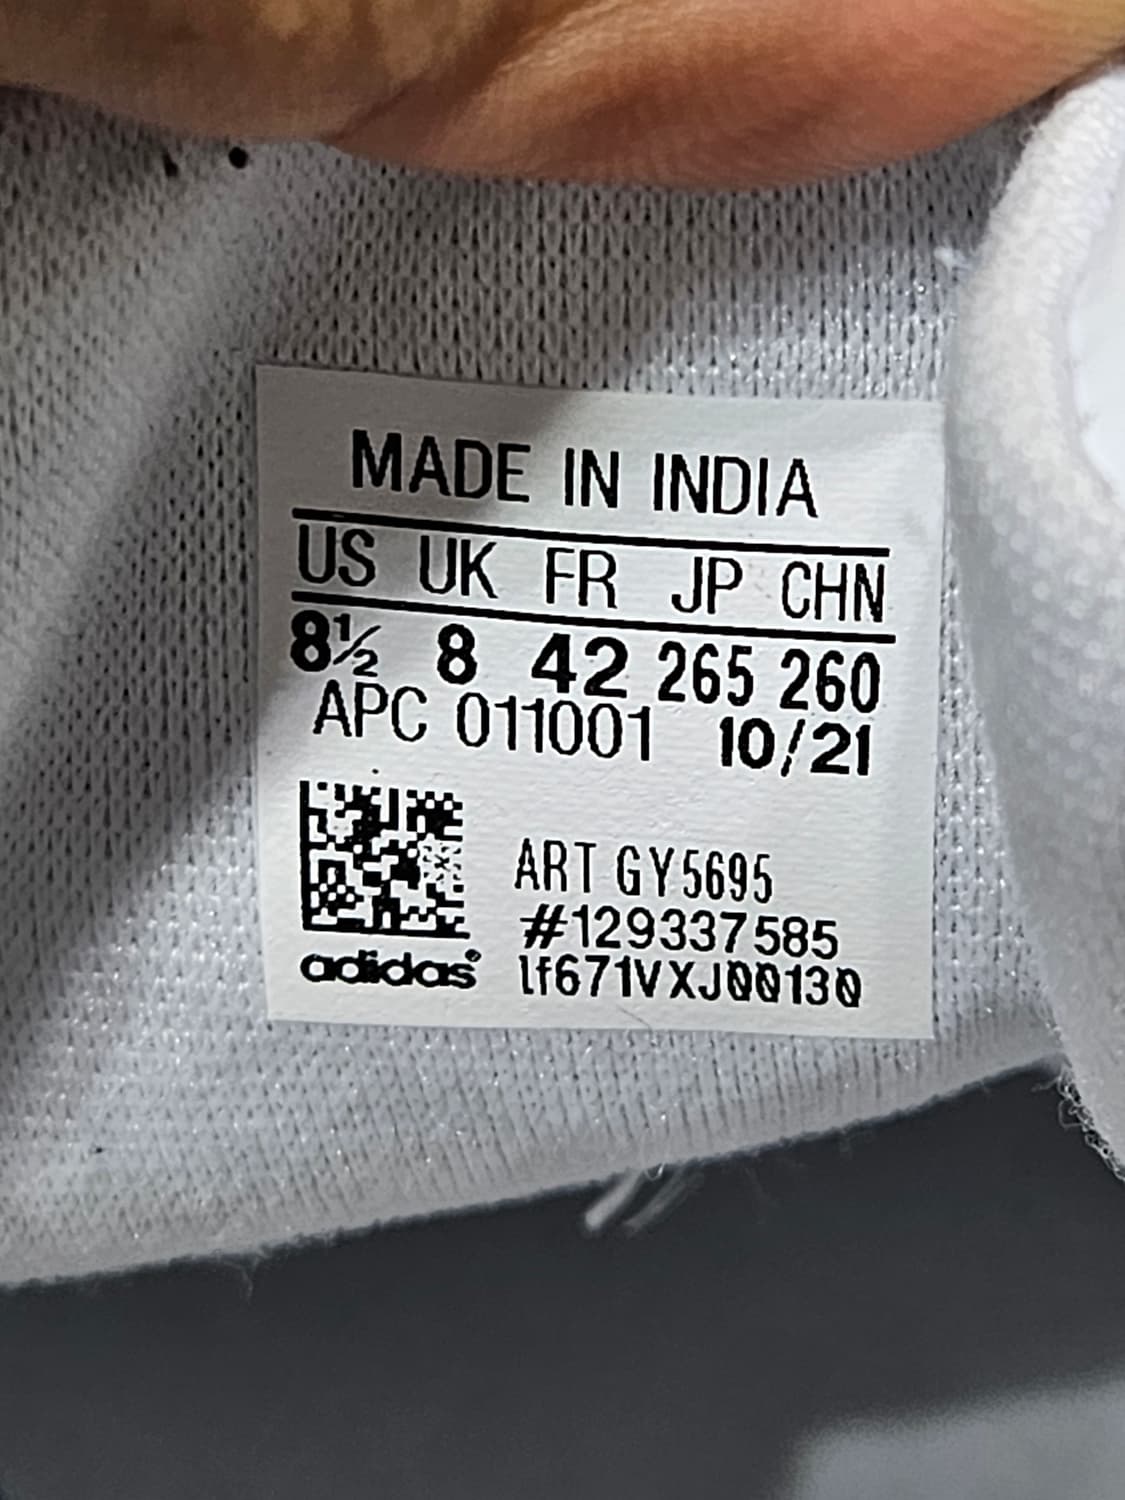 MADE IN INDIA
US UK FR JP CHN
8½ 8 42 265 260
APC 011001 10/21
ART GY5695
#129337585
adidas® lf671VXJ00130